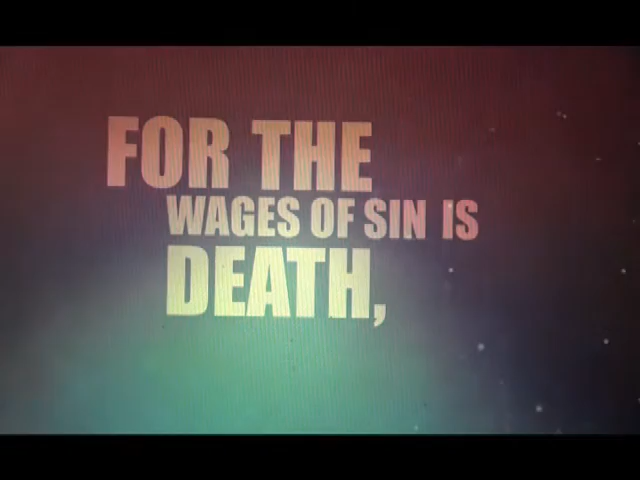 FOR THE
WAGES OF SIN IS
DEATH,